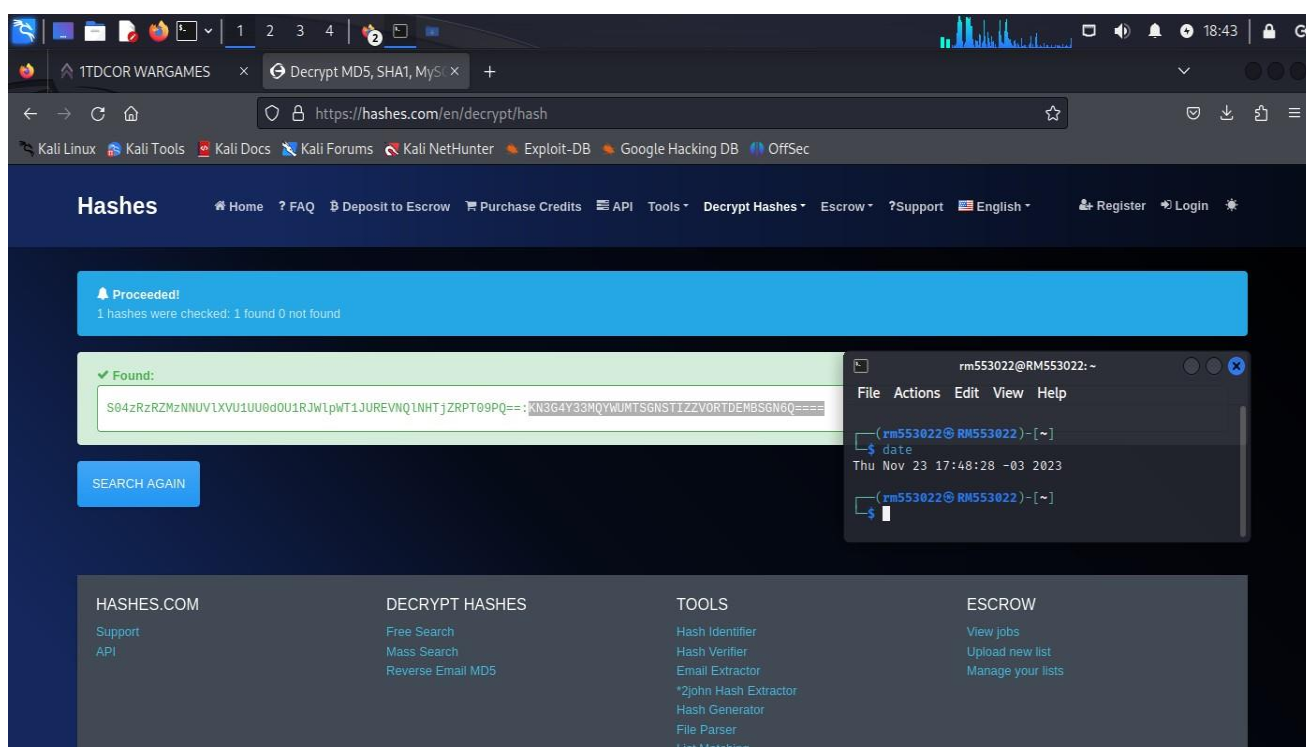 1 2 3 4 2 18:43
1TDCOR WARGAMES × Decrypt MD5, SHA1, MyS × +
https://hashes.com/en/decrypt/hash
Kali Linux Kali Tools Kali Docs Kali Forums Kali NetHunter Exploit-DB Google Hacking DB OffSec
Hashes Home ? FAQ Deposit to Escrow Purchase Credits API Tools Decrypt Hashes Escrow ?Support English Register Login
Proceeded!
1 hashes were checked: 1 found 0 not found
Found:
S04zRzRZMzNNUVlXVU1UU0dOU1RJWlpWT1JUREVNQlNHTjZRPT09PQ==:KN3G4Y33MQYWUMTSGNSTIZZVORTDEMBSGN6Q====
SEARCH AGAIN
rm553022@RM553022: ~
File Actions Edit View Help
(rm553022㉿RM553022)-[~]
$ date
Thu Nov 23 17:48:28 -03 2023
(rm553022㉿RM553022)-[~]
$
HASHES.COM DECRYPT HASHES TOOLS ESCROW
Support Free Search Hash Identifier View jobs
API Mass Search Hash Verifier Upload new list
Reverse Email MD5 Email Extractor Manage your lists
*2john Hash Extractor
Hash Generator
File Parser
List Matching